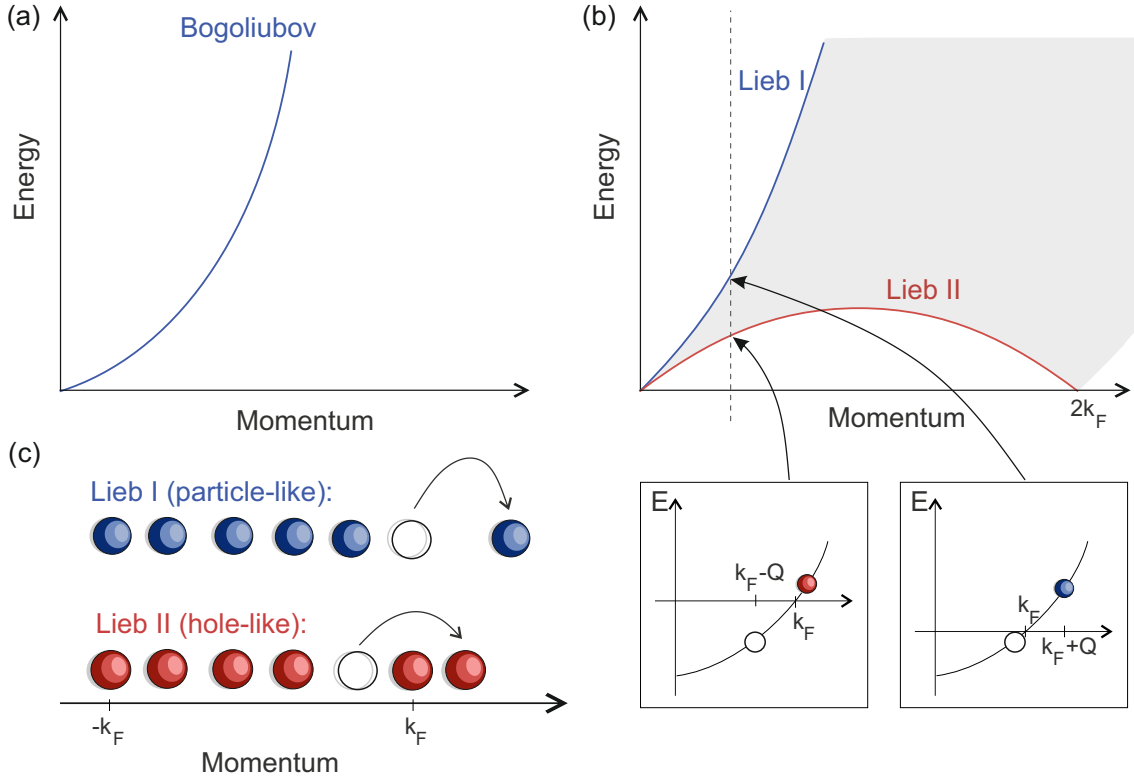 (a)
Bogoliubov
Energy
Momentum
(b)
Lieb I
Energy
Lieb II
Momentum
2k_F
(c)
Lieb I (particle-like):
Lieb II (hole-like):
-k_F
k_F
Momentum
E
k_F-Q
k_F
E
k_F
k_F+Q